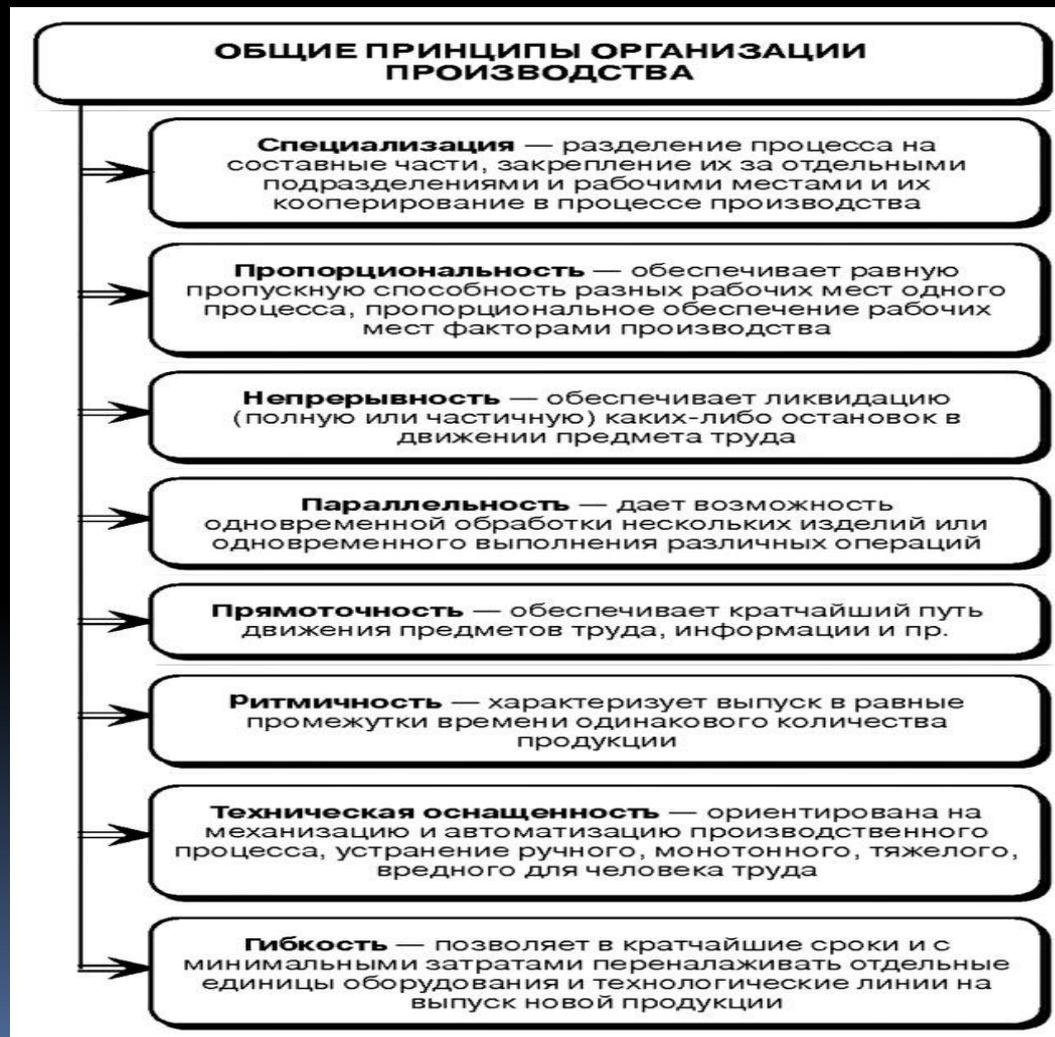 ОБЩИЕ ПРИНЦИПЫ ОРГАНИЗАЦИИ
ПРОИЗВОДСТВА
Специализация — разделение процесса на
составные части, закрепление их за отдельными
подразделениями и рабочими местами и их
кооперирование в процессе производства
Пропорциональность — обеспечивает равную
пропускную способность разных рабочих мест одного
процесса, пропорциональное обеспечение рабочих
мест факторами производства
Непрерывность — обеспечивает ликвидацию
(полную или частичную) каких-либо остановок в
движении предмета труда
Параллельность — дает возможность
одновременной обработки нескольких изделий или
одновременного выполнения различных операций
Прямоточность — обеспечивает кратчайший путь
движения предметов труда, информации и пр.
Ритмичность — характеризует выпуск в равные
промежутки времени одинакового количества
продукции
Техническая оснащенность — ориентирована на
механизацию и автоматизацию производственного
процесса, устранение ручного, монотонного, тяжелого,
вредного для человека труда
Гибкость — позволяет в кратчайшие сроки и с
минимальными затратами переналаживать отдельные
единицы оборудования и технологические линии на
выпуск новой продукции